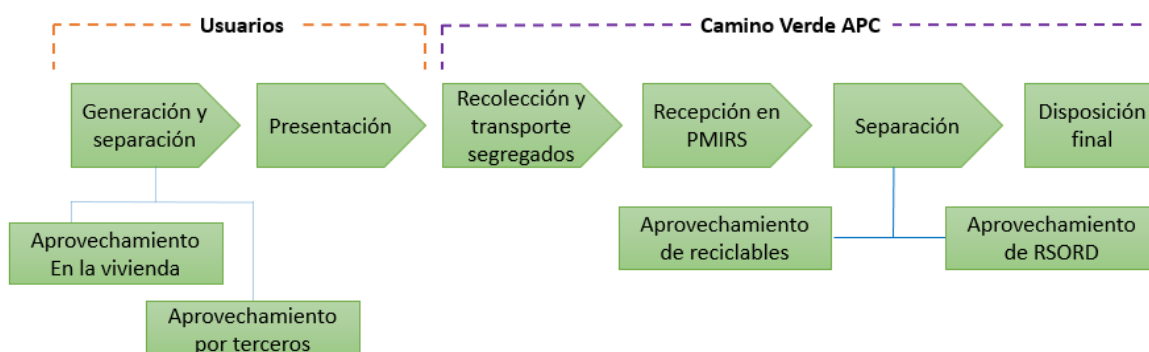 Usuarios
Camino Verde APC
Generación y
separación
Presentación
Recolección y
transporte
segregados
Recepción en
PMIRS
Separación
Disposición
final
Aprovechamiento
En la vivienda
Aprovechamiento
por terceros
Aprovechamiento
de reciclables
Aprovechamiento
de RSORD